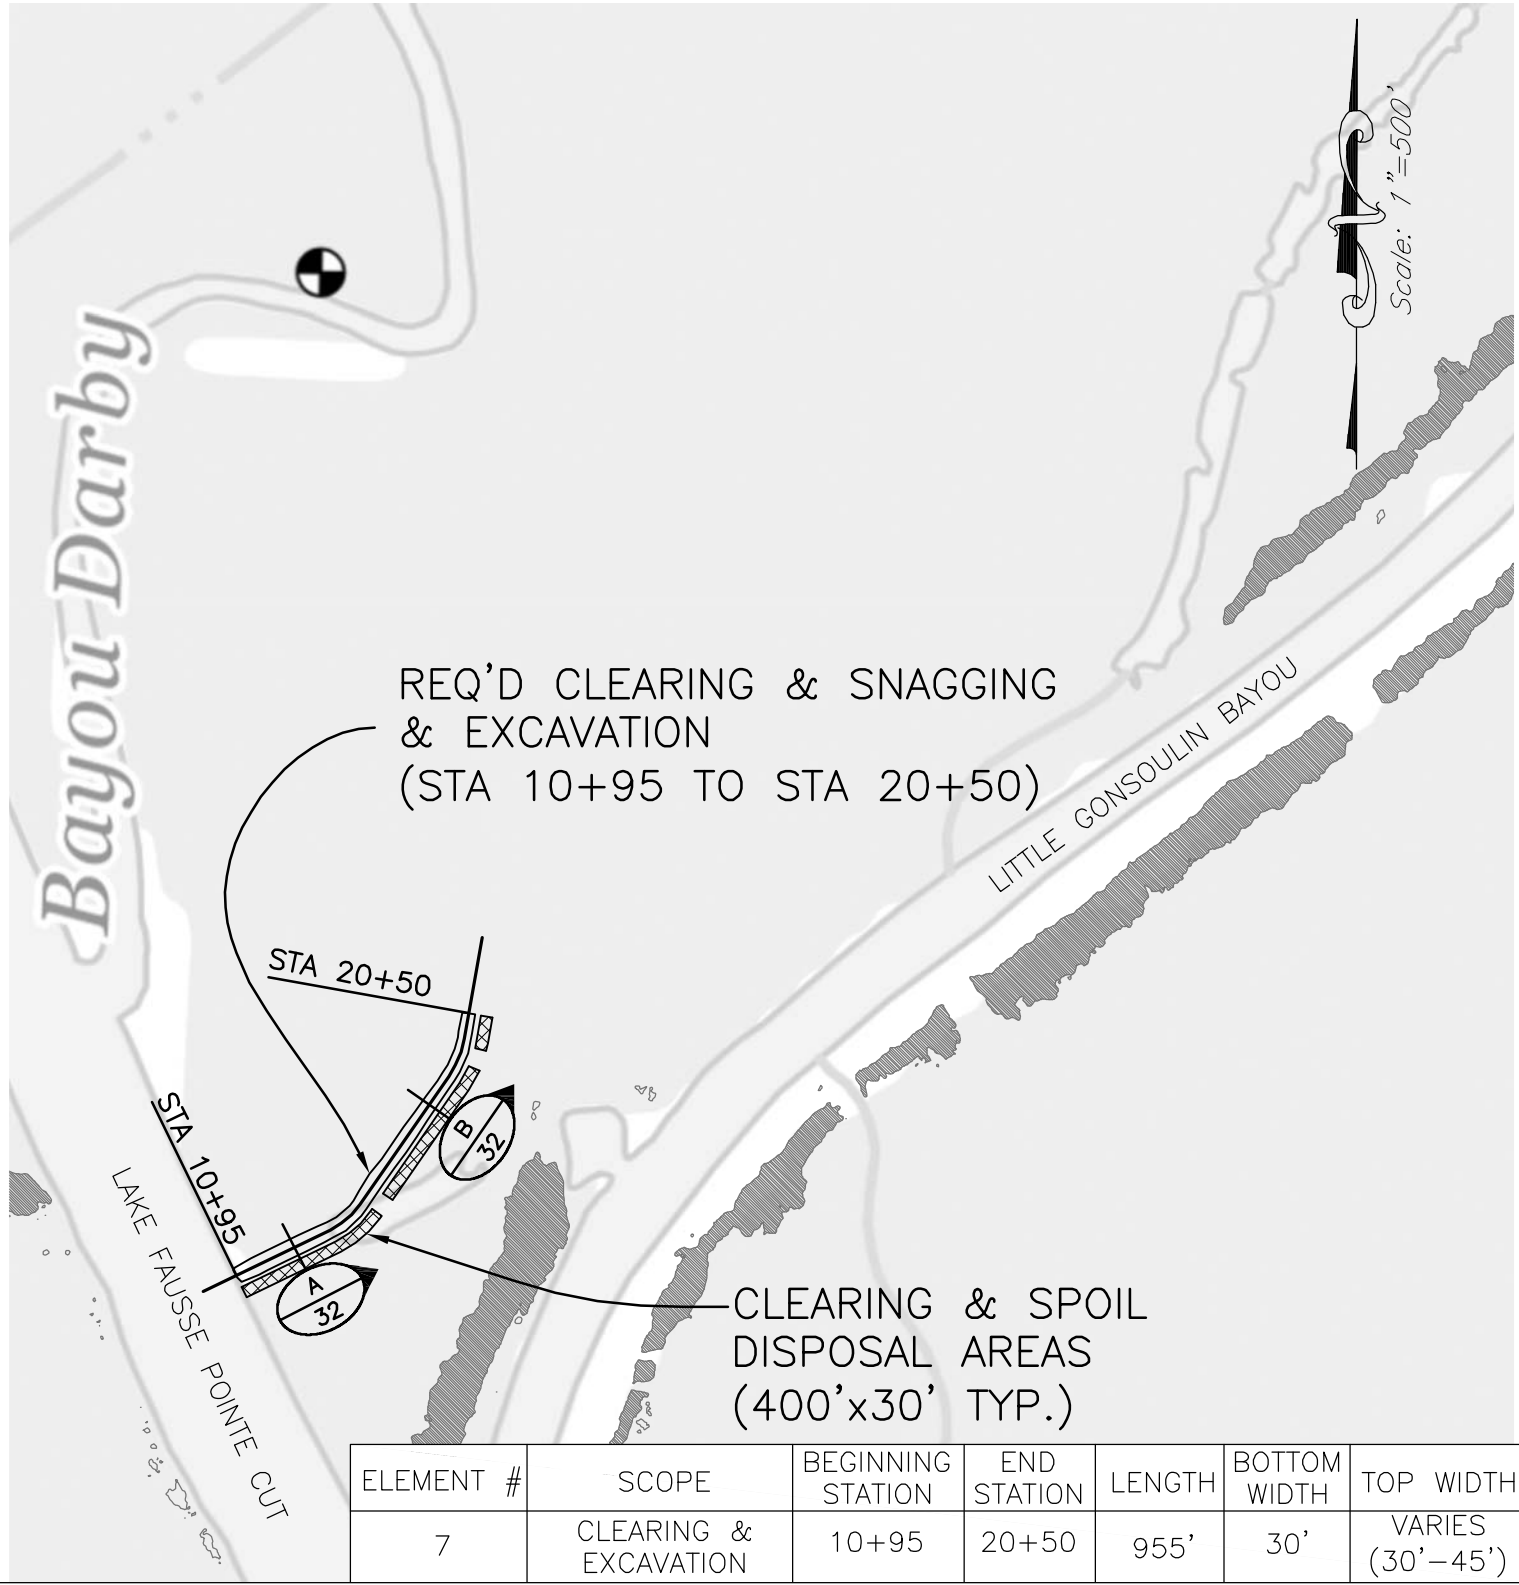 Scale: 1"=500'
Bayou Darby
REQ'D CLEARING & SNAGGING
& EXCAVATION
(STA 10+95 TO STA 20+50)
LITTLE GONSOULIN BAYOU
STA 20+50
STA 10+95
B
32
A
32
LAKE FAUSSE POINTE CUT
CLEARING & SPOIL
DISPOSAL AREAS
(400'x30' TYP.)
ELEMENT # SCOPE BEGINNING STATION END STATION LENGTH BOTTOM WIDTH TOP WIDTH
7 CLEARING & EXCAVATION 10+95 20+50 955' 30' VARIES (30'-45')